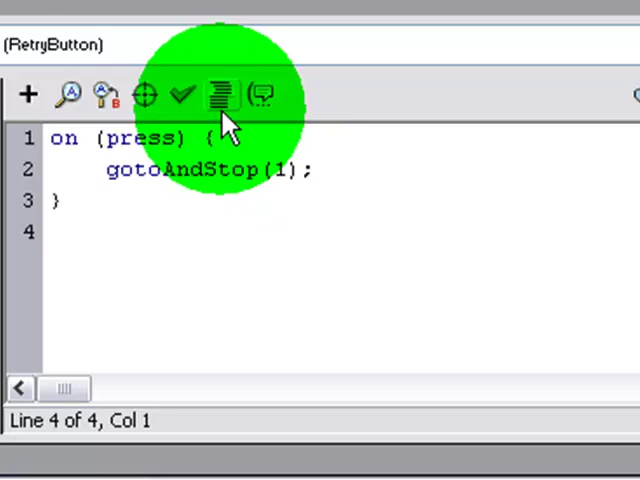 (RetryButton)
1 on (press) {
2 gotoAndStop(1);
3 }
4
Line 4 of 4, Col 1